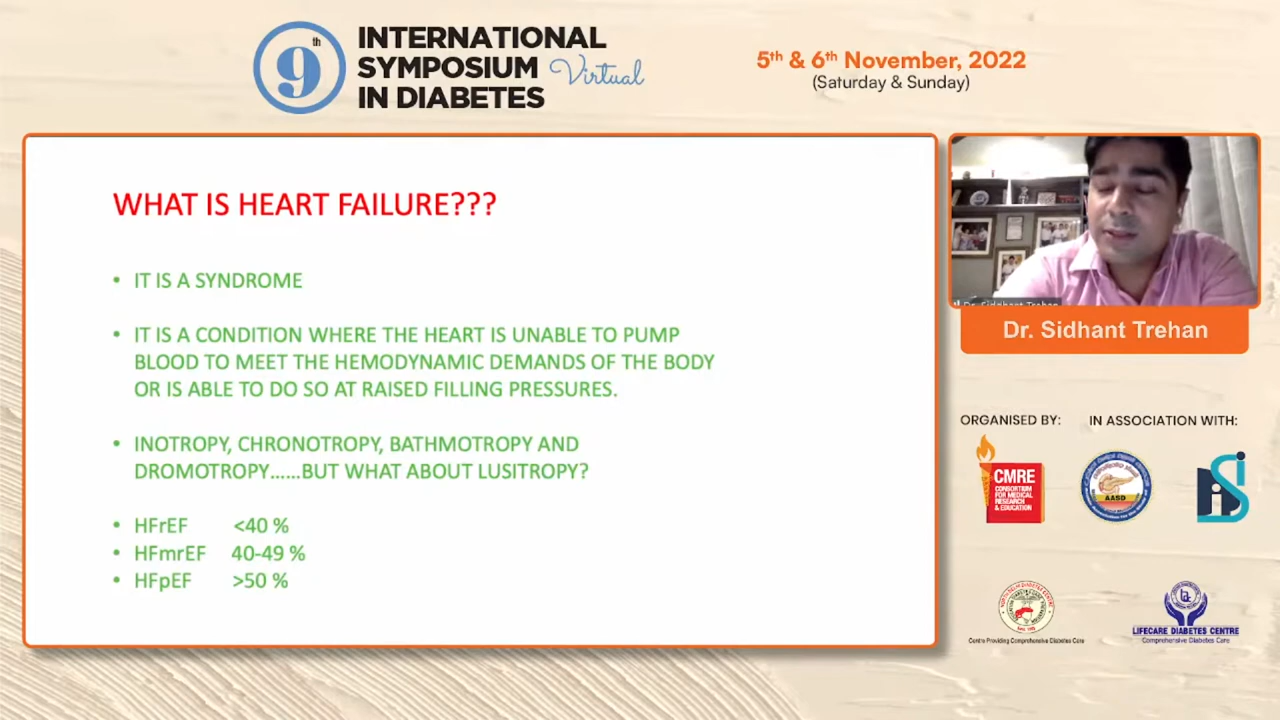 9th
INTERNATIONAL
SYMPOSIUM Virtual
IN DIABETES
5th & 6th November, 2022
(Saturday & Sunday)
WHAT IS HEART FAILURE???
• IT IS A SYNDROME
• IT IS A CONDITION WHERE THE HEART IS UNABLE TO PUMP
BLOOD TO MEET THE HEMODYNAMIC DEMANDS OF THE BODY
OR IS ABLE TO DO SO AT RAISED FILLING PRESSURES.
• INOTROPY, CHRONOTROPY, BATHMOTROPY AND
DROMOTROPY......BUT WHAT ABOUT LUSITROPY?
• HFrEF <40 %
• HFmrEF 40-49 %
• HFpEF >50 %
Dr. Sidhant Trehan
ORGANISED BY:
IN ASSOCIATION WITH:
CMRE
CONSORTIUM
FOR MEDICAL
RESEARCH
& EDUCATION
AASD
Centre Providing Comprehensive Diabetes Care
LIFECARE DIABETES CENTRE
Comprehensive Diabetes Care